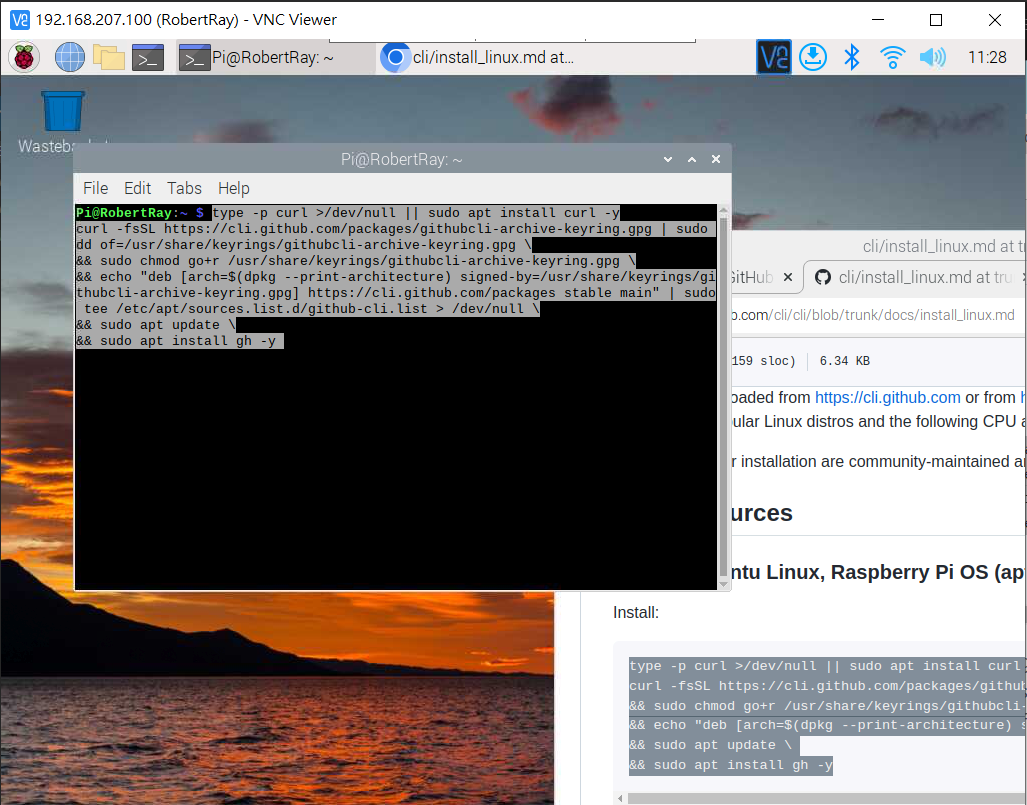 192.168.207.100 (RobertRay) - VNC Viewer
Pi@RobertRay: ~
cli/install_linux.md at...
11:28
Pi@RobertRay: ~
File Edit Tabs Help
Pi@RobertRay:~ $ type -p curl >/dev/null || sudo apt install curl -y
curl -fsSL https://cli.github.com/packages/githubcli-archive-keyring.gpg | sudo
dd of=/usr/share/keyrings/githubcli-archive-keyring.gpg \
&& sudo chmod go+r /usr/share/keyrings/githubcli-archive-keyring.gpg \
&& echo "deb [arch=$(dpkg --print-architecture) signed-by=/usr/share/keyrings/gi
thubcli-archive-keyring.gpg] https://cli.github.com/packages stable main" | sudo
tee /etc/apt/sources.list.d/github-cli.list > /dev/null \
&& sudo apt update \
&& sudo apt install gh -y
cli/install_linux.md at
GitHub
cli/install_linux.md at tru
b.com/cli/cli/blob/trunk/docs/install_linux.md
159 sloc) 6.34 KB
oaded from https://cli.github.com or from
ular Linux distros and the following CPU
r installation are community-maintained
urces
ntu Linux, Raspberry Pi OS (apt
Install:
type -p curl >/dev/null || sudo apt install curl
curl -fsSL https://cli.github.com/packages/github
&& sudo chmod go+r /usr/share/keyrings/githubcli-
&& echo "deb [arch=$(dpkg --print-architecture) s
&& sudo apt update \
&& sudo apt install gh -y